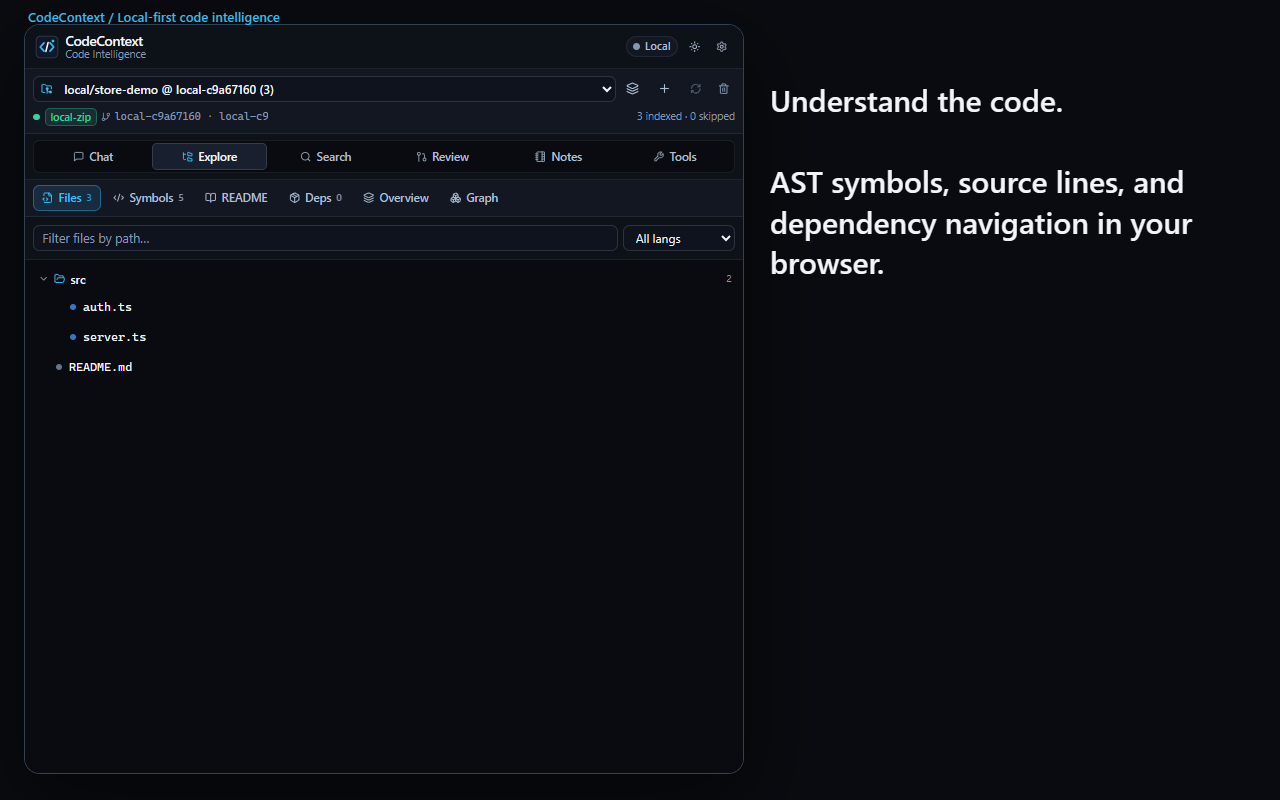 CodeContext / Local-first code intelligence
CodeContext
Code Intelligence
Local
local/store-demo @ local-c9a67160 (3)
local-zip local-c9a67160 · local-c9
3 indexed · 0 skipped
Chat Explore Search Review Notes Tools
Files 3 Symbols 5 README Deps 0 Overview Graph
Filter files by path... All langs
src 2
auth.ts
server.ts
README.md
Understand the code.
AST symbols, source lines, and
dependency navigation in your
browser.